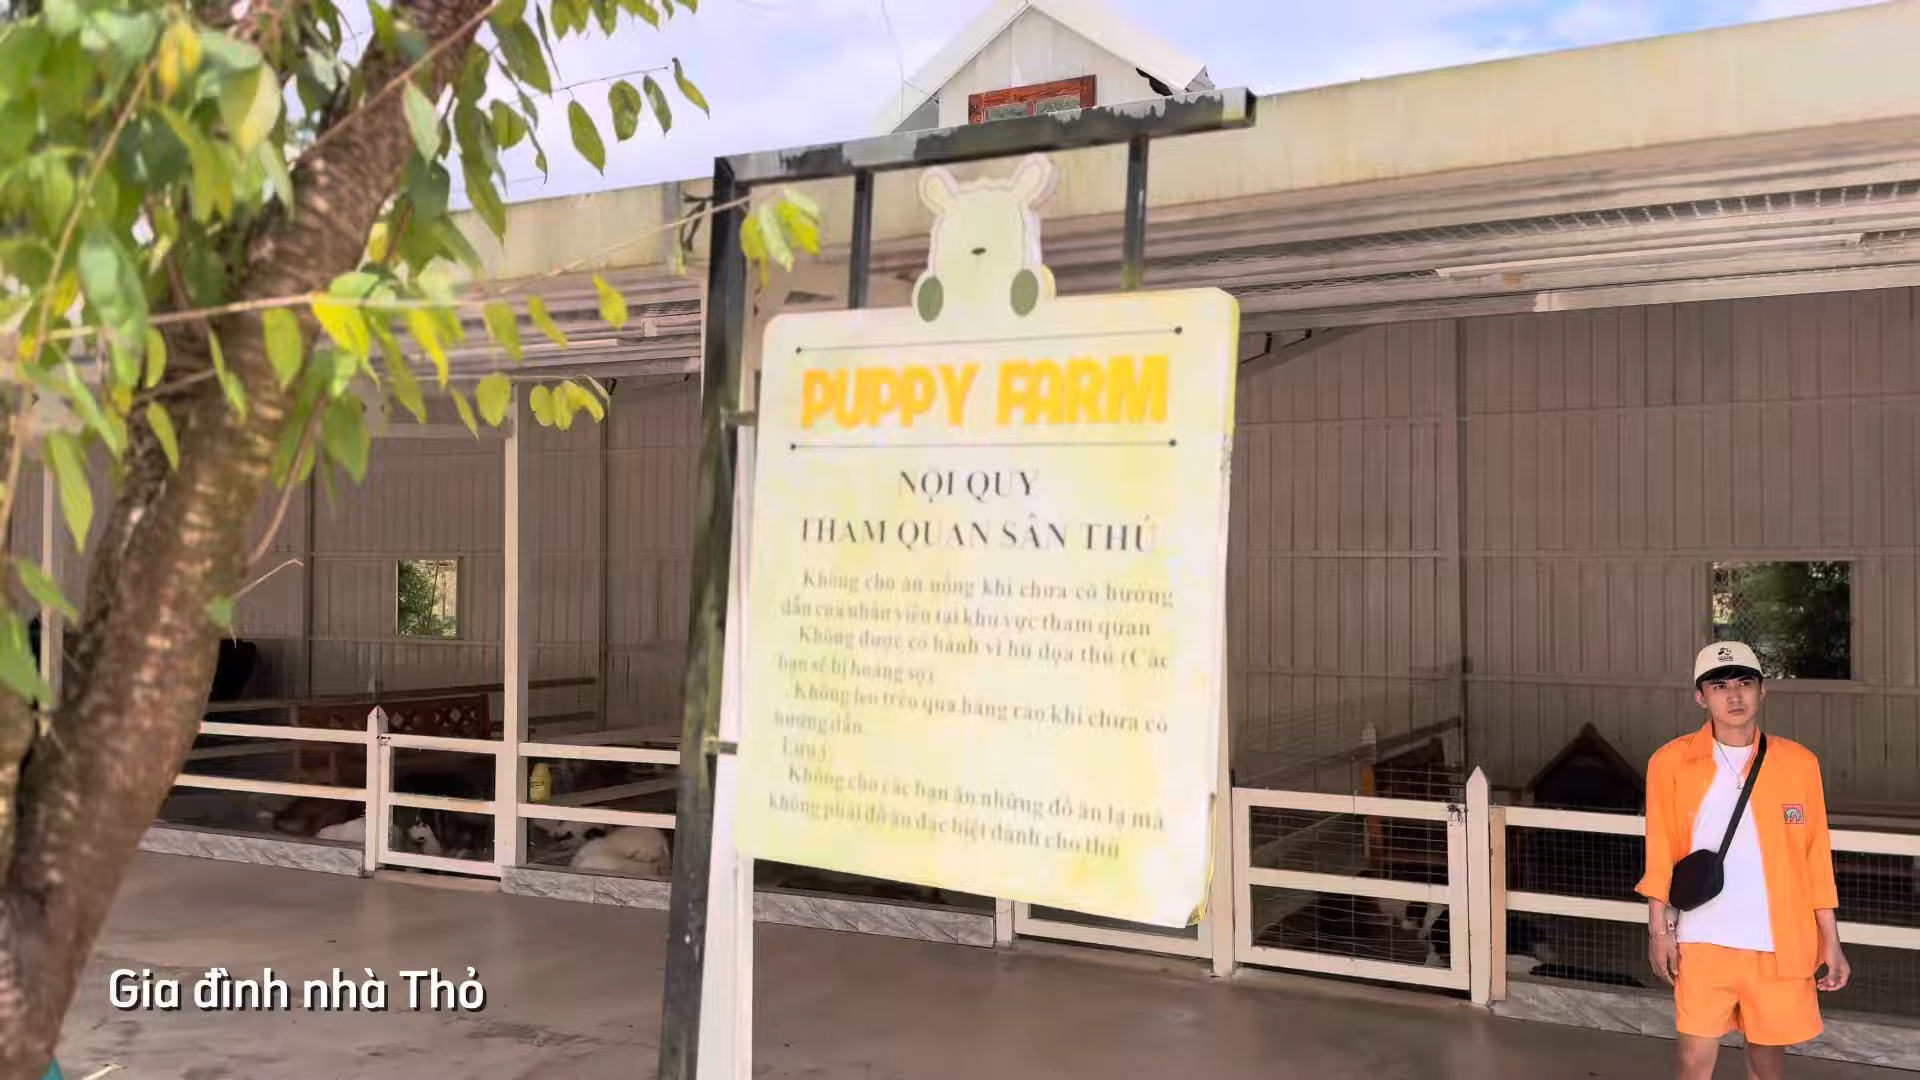 PUPPY FARM
NỘI QUY
THAM QUAN SÂN THÚ
Không cho ăn uống khi chưa có hướng
dẫn của nhân viên tại khu vực tham quan
Không được có hành vi hù dọa thú (Các
bạn sẽ bị hoảng sợ)
. Không leo trèo qua hàng rào khi chưa có
hướng dẫn
Lưu ý:
Không cho các bạn ăn những đồ ăn lạ mà
không phải đồ ăn đặc biệt dành cho thú
Gia đình nhà Thỏ